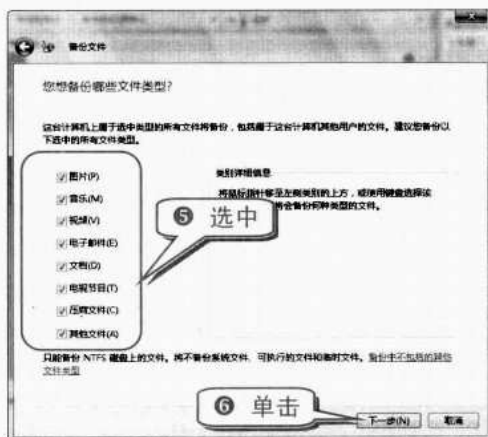 备份文件
您想备份哪些文件类型?
这台计算机上属于选中类型的所有文件将备份，包括属于这台计算机其他用户的文件。建议您备份以
下选中的所有文件类型。
图片(P)
音乐(M)
视频(V)
电子邮件(E)
文档(D)
电视节目(T)
压缩文件(C)
其他文件(A)
类别详细信息
将鼠标指针移至左侧类别的上方，或使用键盘选择该
将会备份何种类型的文件。
❺ 选中
只能备份 NTFS 磁盘上的文件。将不备份系统文件、可执行的文件和临时文件。备份中不包括的其他
文件类型
❻ 单击
下一步(N)
取消